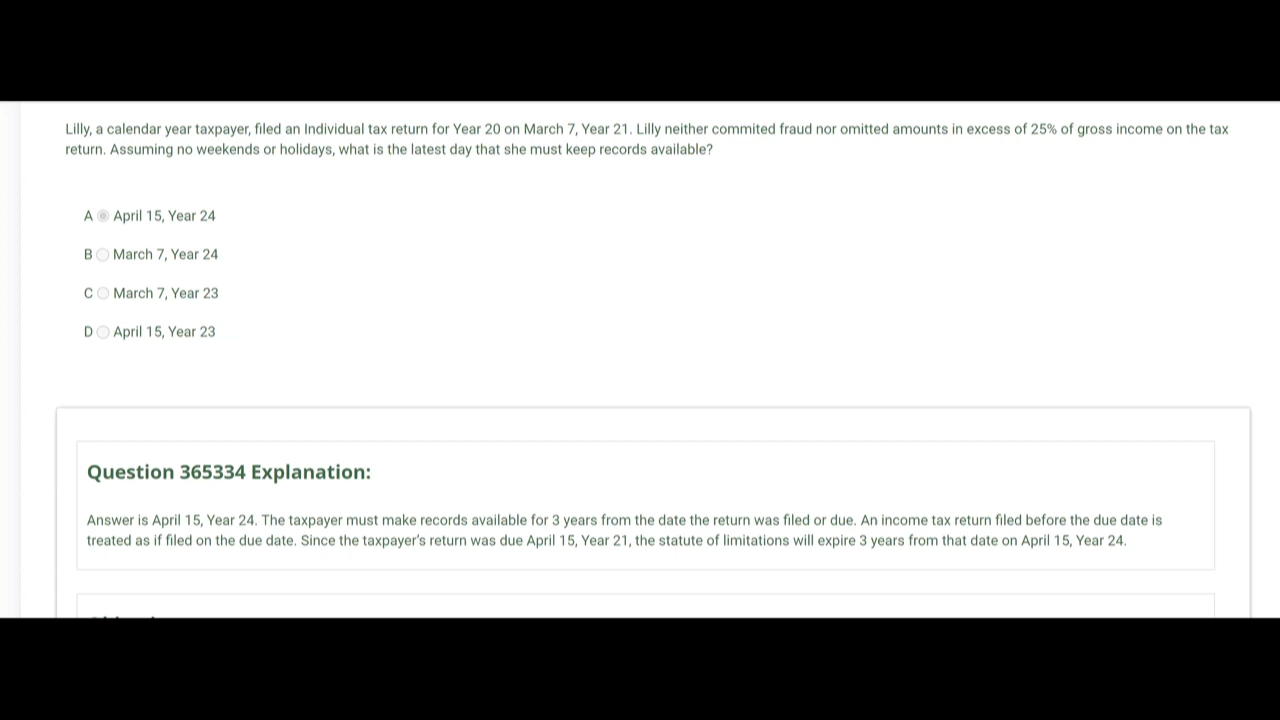 Lilly, a calendar year taxpayer, filed an Individual tax return for Year 20 on March 7, Year 21. Lilly neither commited fraud nor omitted amounts in excess of 25% of gross income on the tax
return. Assuming no weekends or holidays, what is the latest day that she must keep records available?
A April 15, Year 24
B March 7, Year 24
C March 7, Year 23
D April 15, Year 23
Question 365334 Explanation:
Answer is April 15, Year 24. The taxpayer must make records available for 3 years from the date the return was filed or due. An income tax return filed before the due date is
treated as if filed on the due date. Since the taxpayer's return was due April 15, Year 21, the statute of limitations will expire 3 years from that date on April 15, Year 24.